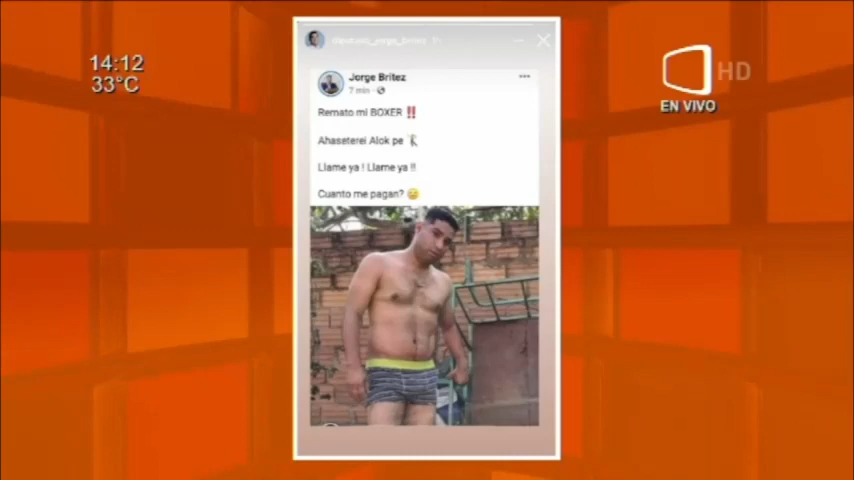 14:12
33°C
Jorge Britez
7 min
Remato mi BOXER ‼️
Ahaseterei Alok pe
Llame ya ! Llame ya !!
Cuanto me pagan? 😅
HD
EN VIVO